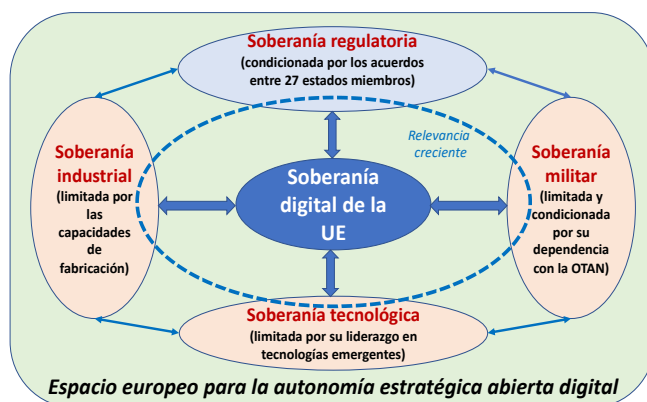 Soberanía regulatoria
(condicionada por los acuerdos
entre 27 estados miembros)
Relevancia
creciente
Soberanía
industrial
(limitada por
las
capacidades
de
fabricación)
Soberanía
digital de la
UE
Soberanía
militar
(limitada y
condicionada
por su
dependencia
con la OTAN)
Soberanía tecnológica
(limitada por su liderazgo en
tecnologías emergentes)
Espacio europeo para la autonomía estratégica abierta digital